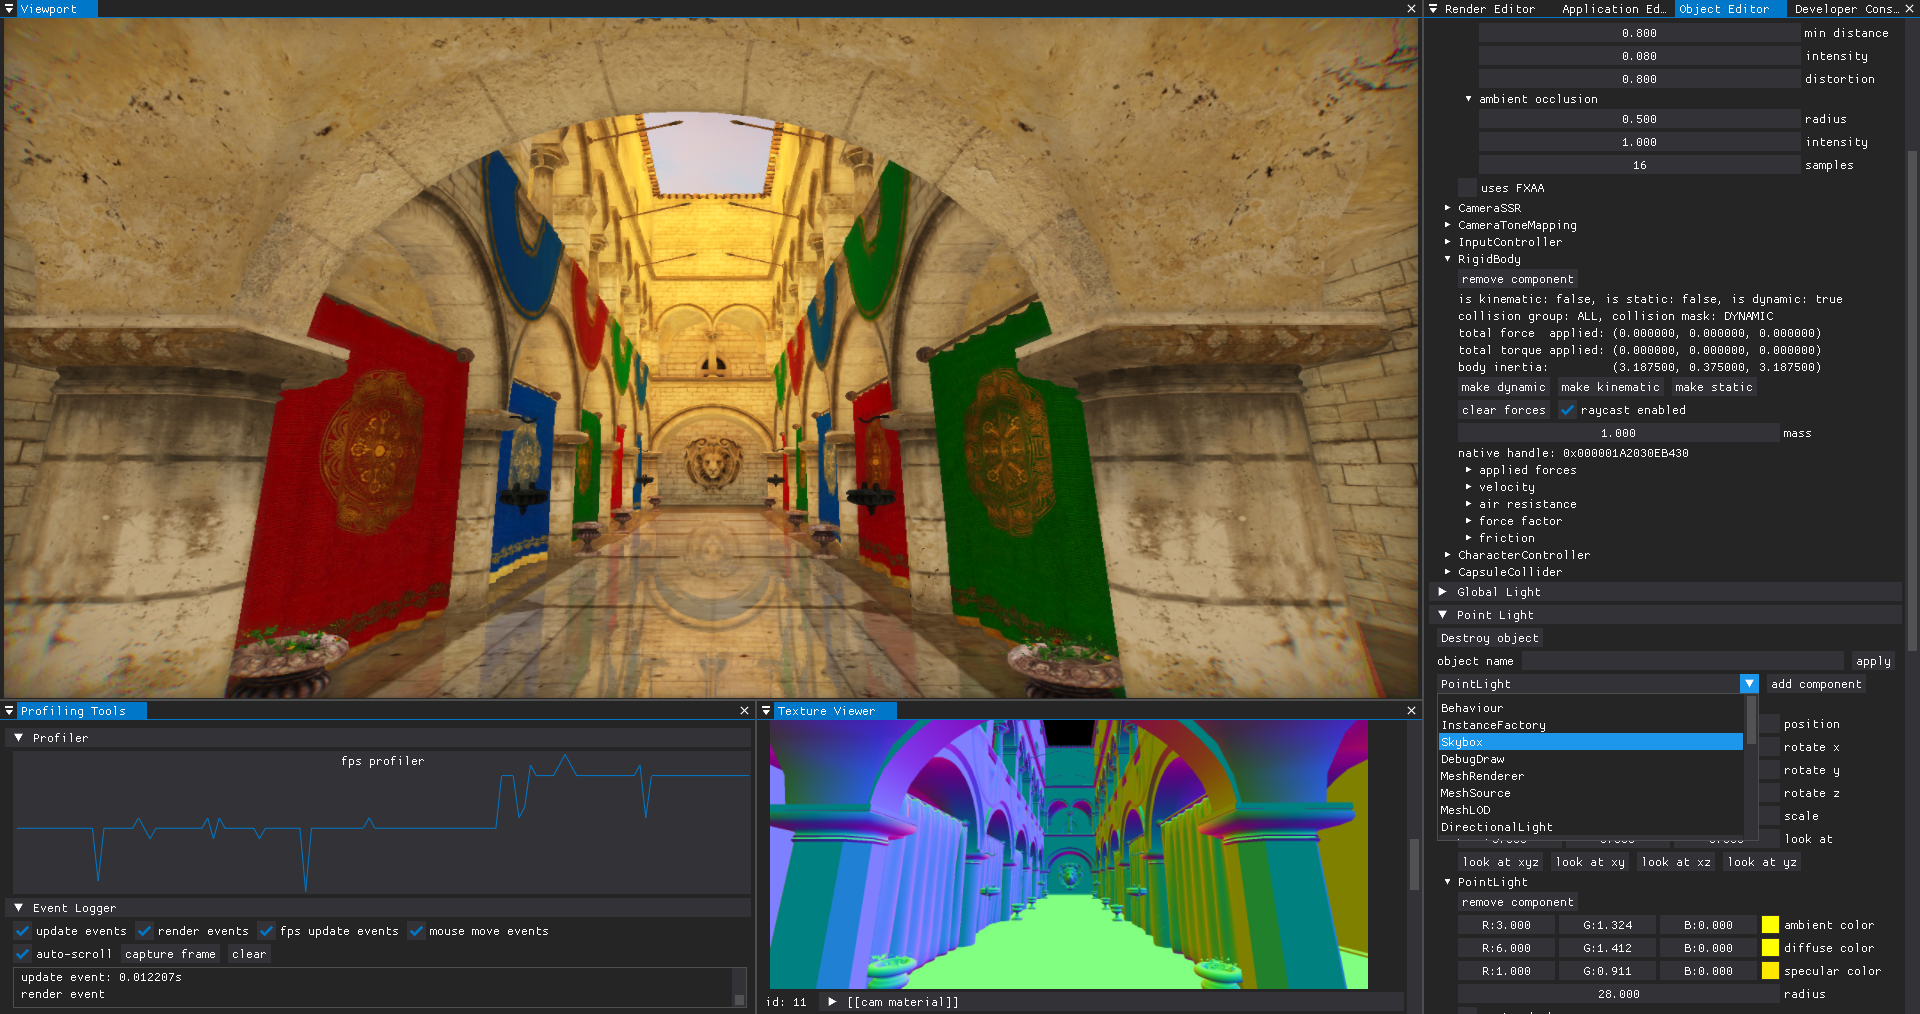 Viewport
Profiling Tools
Profiler
fps profiler
Event Logger
update events render events fps update events mouse move events
auto-scroll capture frame clear
update event: 0.012207s
render event
Texture Viewer
id: 11 [[cam material]]
Render Editor Application Ed… Object Editor Developer Cons…
0.800 min distance
0.080 intensity
0.800 distortion
ambient occlusion
0.500 radius
1.000 intensity
16 samples
uses FXAA
CameraSSR
CameraToneMapping
InputController
RigidBody
remove component
is kinematic: false, is static: false, is dynamic: true
collision group: ALL, collision mask: DYNAMIC
total force  applied: (0.000000, 0.000000, 0.000000)
total torque applied: (0.000000, 0.000000, 0.000000)
body inertia: (3.187500, 0.375000, 3.187500)
make dynamic make kinematic make static
clear forces raycast enabled
1.000 mass
native handle: 0x000001A2030EB430
applied forces
velocity
air resistance
force factor
friction
CharacterController
CapsuleCollider
Global Light
Point Light
Destroy object
object name apply
PointLight add component
Behaviour
InstanceFactory
position
Skybox
rotate x
DebugDraw
rotate y
MeshRenderer
MeshSource
rotate z
MeshLOD
scale
DirectionalLight
look at
look at xyz look at xy look at xz look at yz
PointLight
remove component
R:3.000 G:1.324 B:0.000 ambient color
R:6.000 G:1.412 B:0.000 diffuse color
R:1.000 G:0.911 B:0.000 specular color
28.000 radius